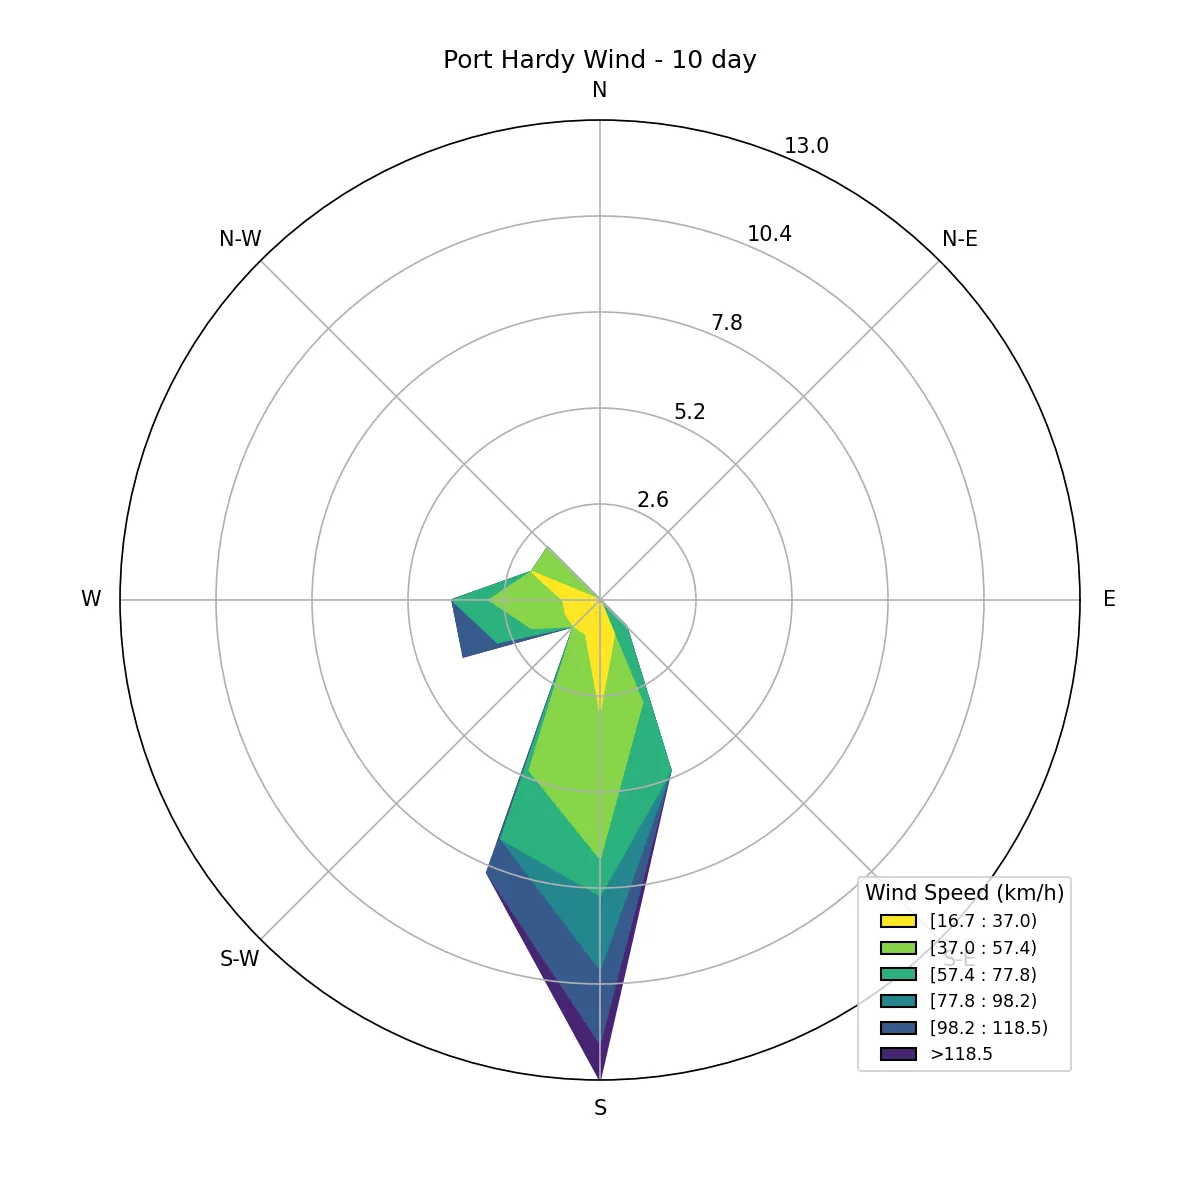 Port Hardy Wind - 10 day
N
13.0
10.4
N-W
N-E
7.8
5.2
2.6
W
E
Wind Speed (km/h)
[16.7 : 37.0)
[37.0 : 57.4)
S-W
S-E
[57.4 : 77.8)
[77.8 : 98.2)
[98.2 : 118.5)
>118.5
S